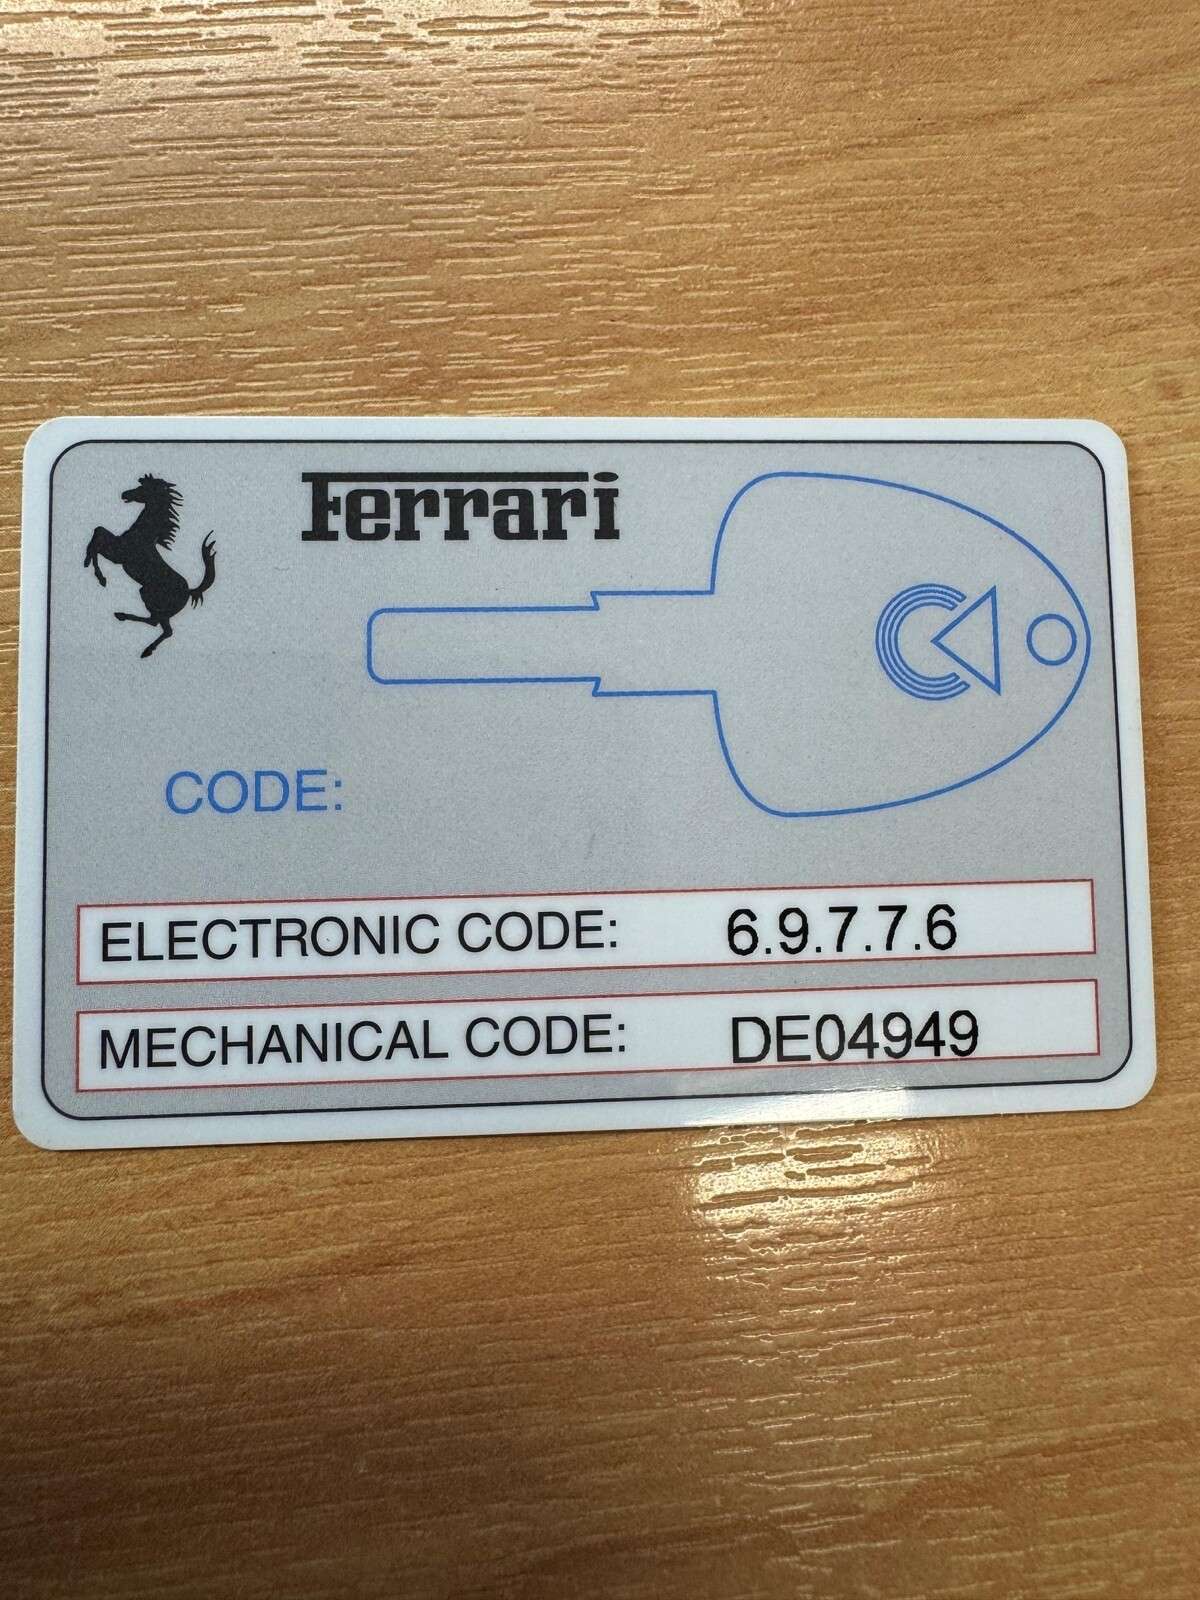 Ferrari
CODE:
ELECTRONIC CODE: 6.9.7.7.6
MECHANICAL CODE: DE04949